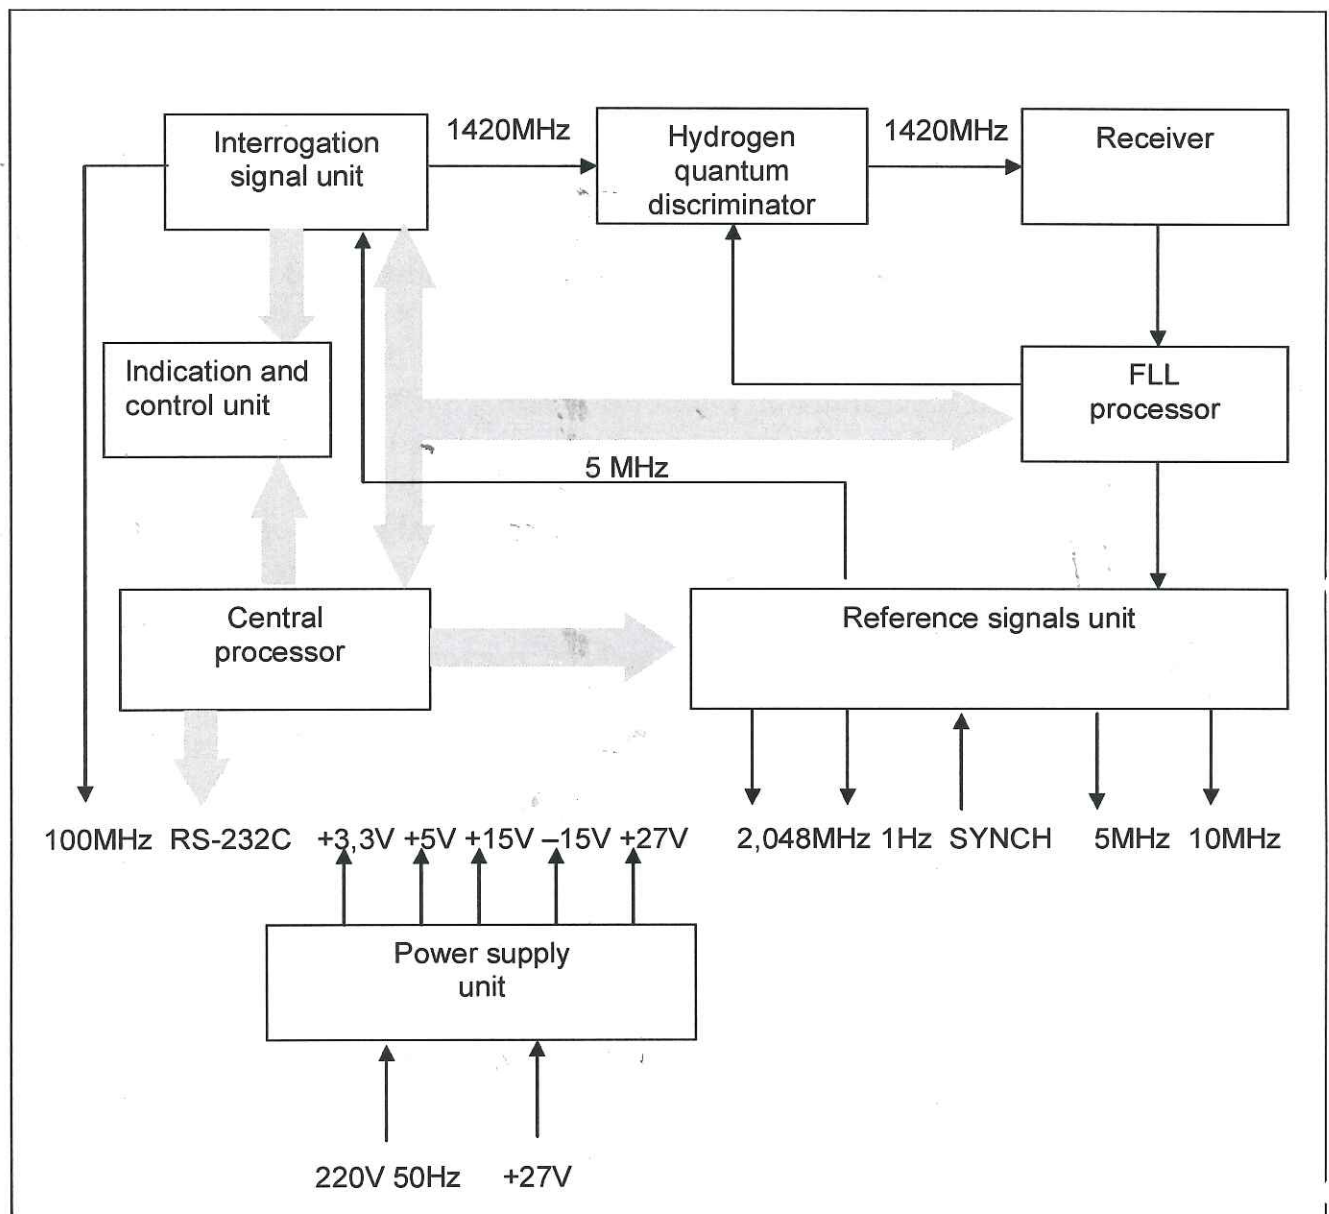 Interrogation
signal unit
1420MHz
Hydrogen
quantum
discriminator
1420MHz
Receiver
Indication and
control unit
FLL
processor
5 MHz
Central
processor
Reference signals unit
100MHz RS-232C +3,3V +5V +15V –15V +27V 2,048MHz 1Hz SYNCH 5MHz 10MHz
Power supply
unit
220V 50Hz +27V